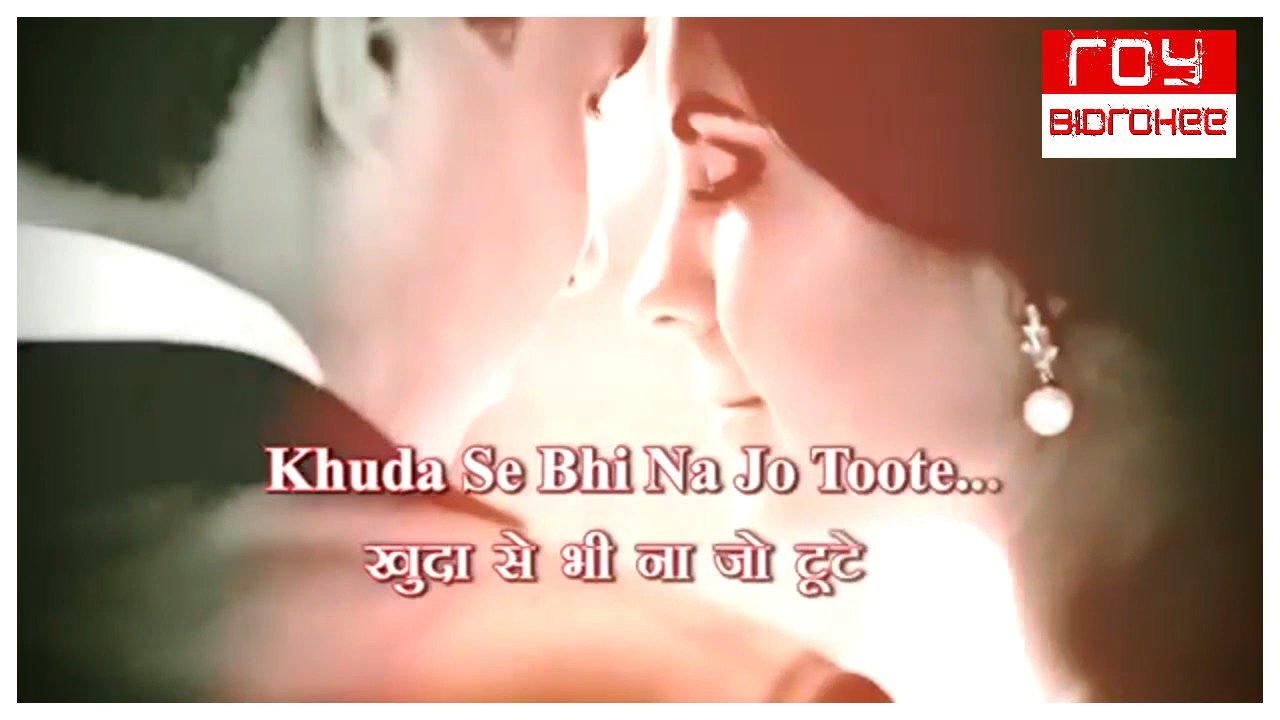 roy
BIDROHEE
Khuda Se Bhi Na Jo Toote...
खुदा से भी ना जो टूटे